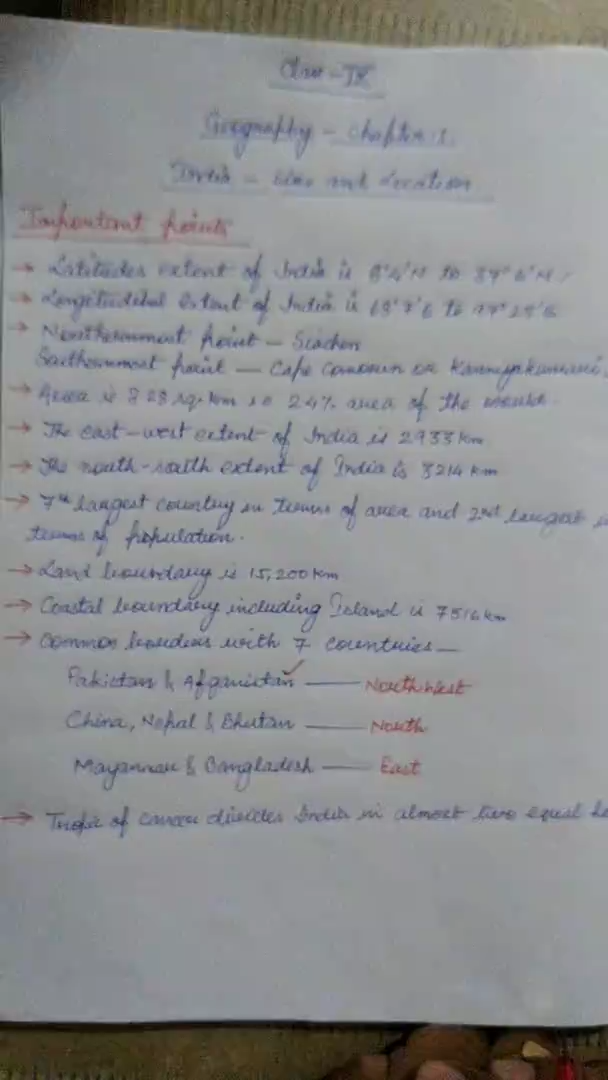 Class - IX
Geography - Chapter 1.
India - Size and Location
Important points
→ Latitudes extent of India is 8°4'N to 37°6'N.
→ Longitudinal extent of India is 68°7'E to 97°25'E
→ Northernmost point - Siachen
Southernmost point - Cape Comorin or Kanniyakumari.
→ Area is 3.28 sq. km i.e 2.4% area of the world.
→ The east-west extent of India is 2933 km
→ The north-south extent of India is 3214 km
→ 7th largest country in terms of area and 2nd largest in
terms of population.
→ Land boundary is 15,200 km
→ Coastal boundary including Island is 7516 km
→ Common borders with 7 countries -
Pakistan & Afganistan — Northwest
China, Nepal & Bhutan — North
Mayanmar & Bangladesh — East
→ Tropic of cancer divides India in almost two equal